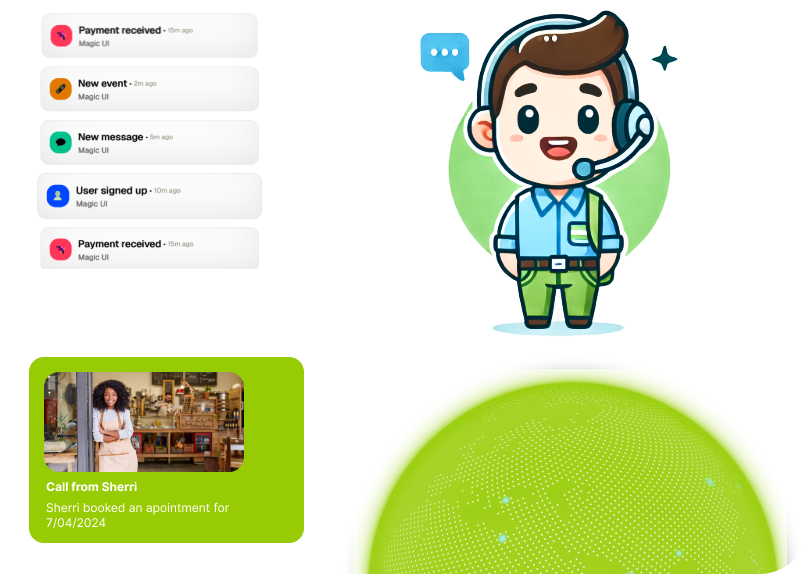 Payment received • 15m ago
Magic UI
New event • 2m ago
Magic UI
New message • 5m ago
Magic UI
User signed up • 10m ago
Magic UI
Payment received • 15m ago
Magic UI
Call from Sherri
Sherri booked an apointment for
7/04/2024